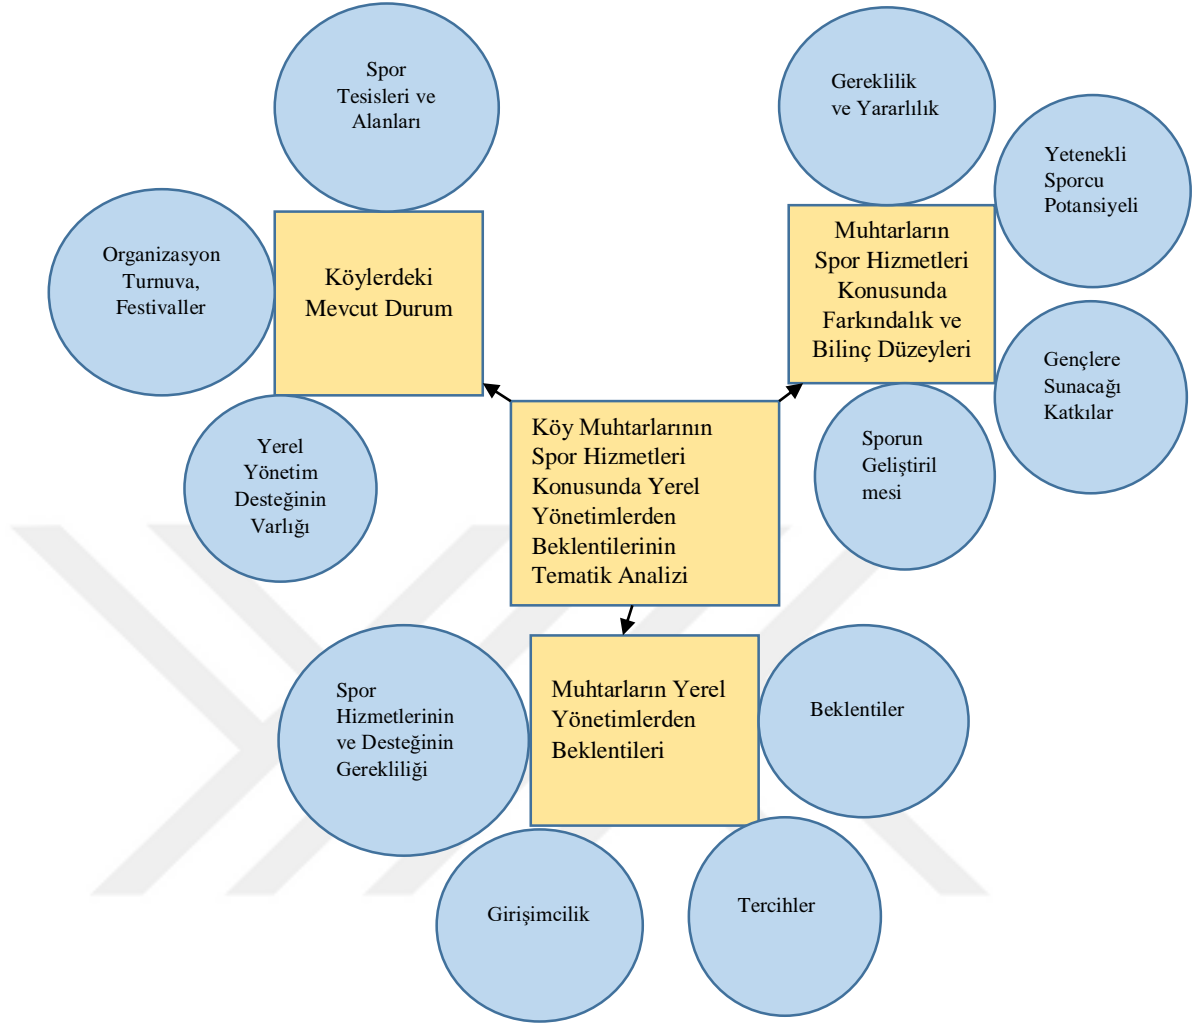 Spor
Tesisleri ve
Alanları
Organizasyon
Turnuva,
Festivaller
Köylerdeki
Mevcut Durum
Yerel
Yönetim
Desteğinin
Varlığı
Gereklilik
ve Yararlılık
Yetenekli
Sporcu
Potansiyeli
Muhtarların
Spor Hizmetleri
Konusunda
Farkındalık ve
Bilinç Düzeyleri
Gençlere
Sunacağı
Katkılar
Sporun
Geliştiril
mesi
Köy Muhtarlarının
Spor Hizmetleri
Konusunda Yerel
Yönetimlerden
Beklentilerinin
Tematik Analizi
Spor
Hizmetlerinin
ve Desteğinin
Gerekliliği
Muhtarların Yerel
Yönetimlerden
Beklentileri
Beklentiler
Girişimcilik
Tercihler